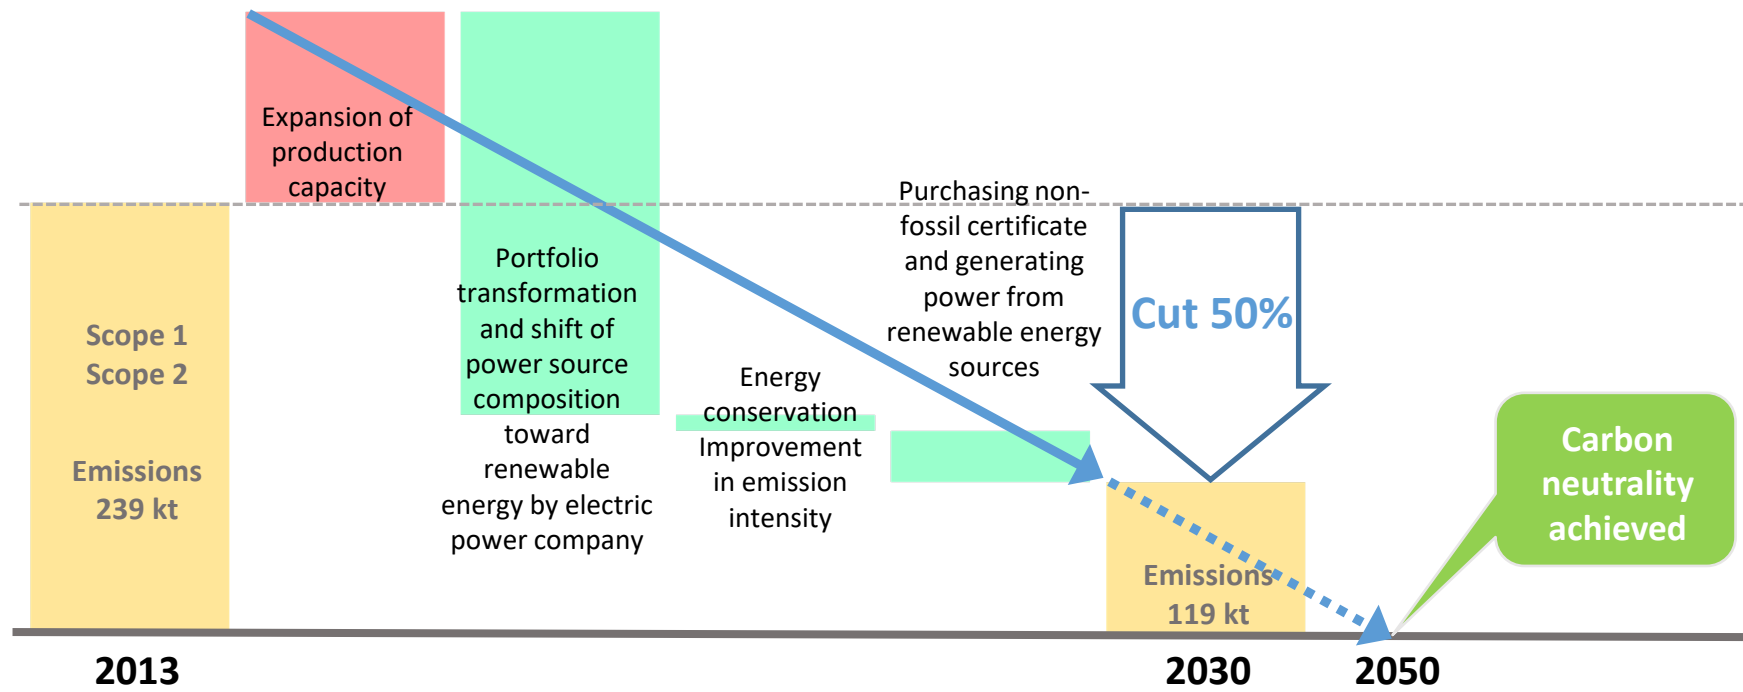 Expansion of
production
capacity
Scope 1
Scope 2
Emissions
239 kt
Portfolio
transformation
and shift of
power source
composition
toward
renewable
energy by electric
power company
Energy
conservation
Improvement
in emission
intensity
Purchasing non-
fossil certificate
and generating
power from
renewable energy
sources
Cut 50%
Emissions
119 kt
Carbon
neutrality
achieved
2013
2030
2050